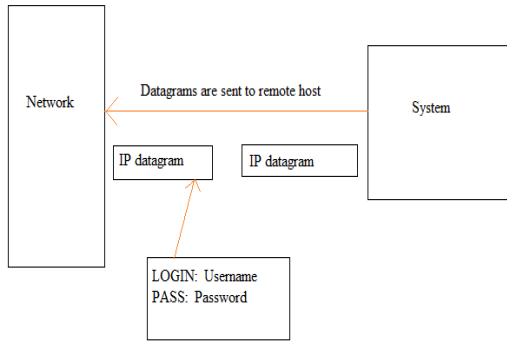 Network
Datagrams are sent to remote host
System
IP datagram
IP datagram
LOGIN: Username
PASS: Password